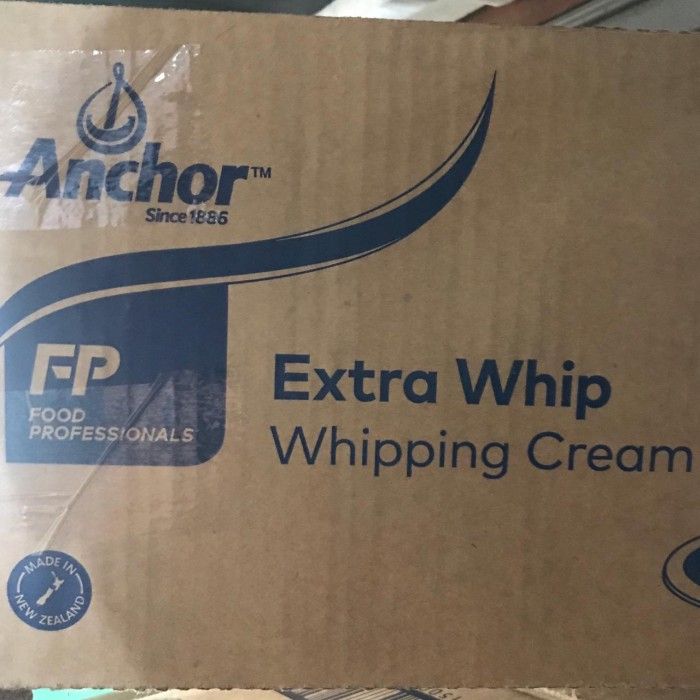 Anchor™
Since 1886
FP
FOOD
PROFESSIONALS
Extra Whip
Whipping Cream
MADE IN
NEW ZEALAND